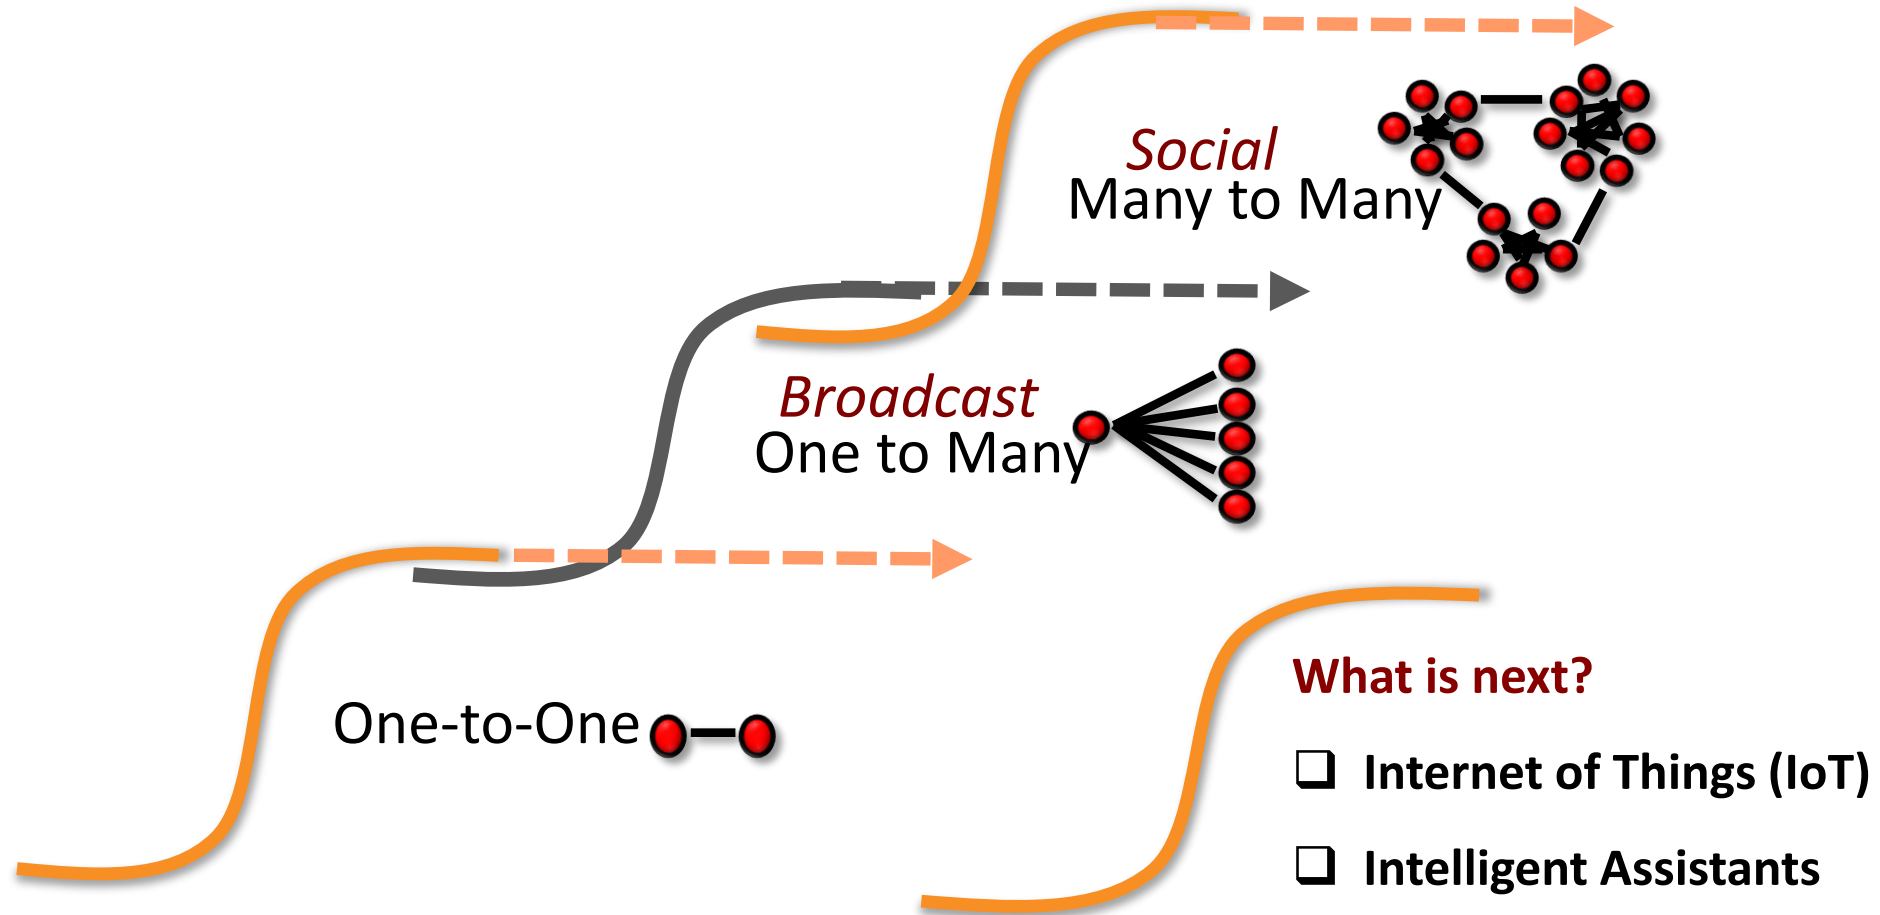 Social
Many to Many
Broadcast
One to Many
One-to-One
What is next?
❑ Internet of Things (IoT)
❑ Intelligent Assistants